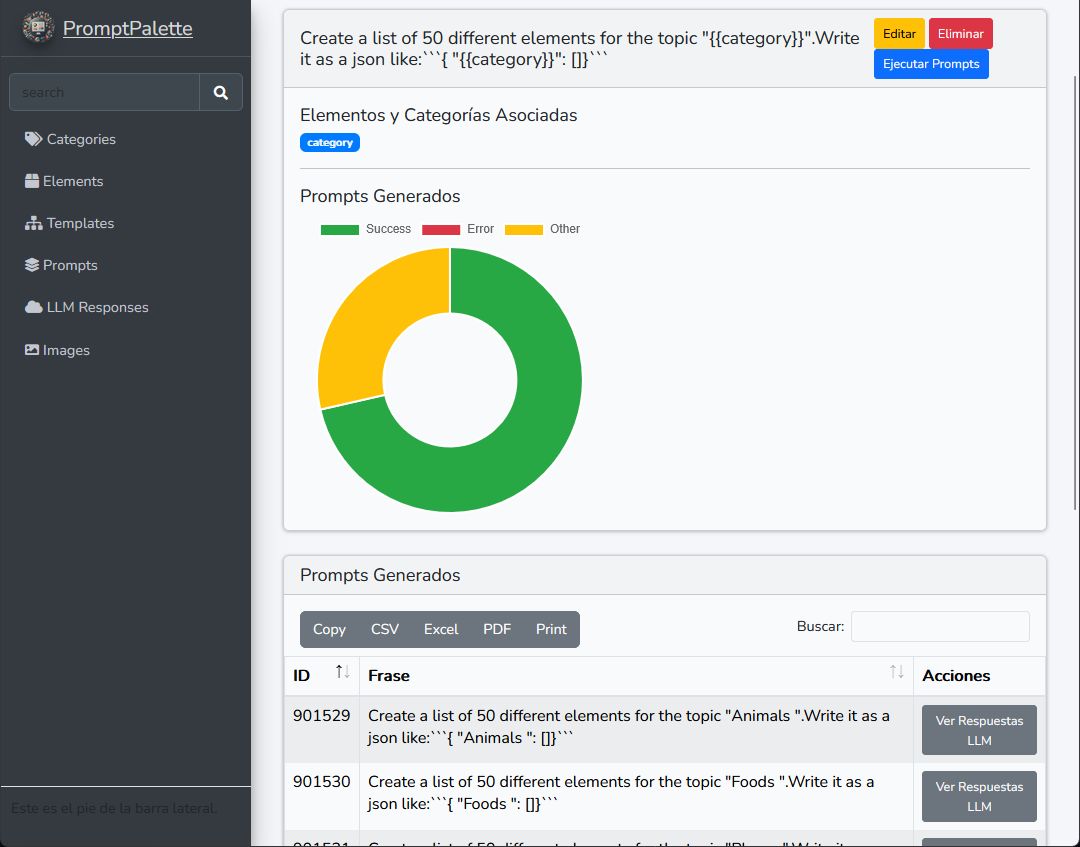 PromptPalette
search
Categories
Elements
Templates
Prompts
LLM Responses
Images
Este es el pie de la barra lateral.
Create a list of 50 different elements for the topic "{{category}}".Write
it as a json like:```{ "{{category}}": []}```
Editar
Eliminar
Ejecutar Prompts
Elementos y Categorías Asociadas
category
Prompts Generados
Success
Error
Other
Prompts Generados
Copy
CSV
Excel
PDF
Print
Buscar:
ID
Frase
Acciones
901529
Create a list of 50 different elements for the topic "Animals ".Write it as a
json like:```{ "Animals ": []}```
Ver Respuestas
LLM
901530
Create a list of 50 different elements for the topic "Foods ".Write it as a
json like:```{ "Foods ": []}```
Ver Respuestas
LLM